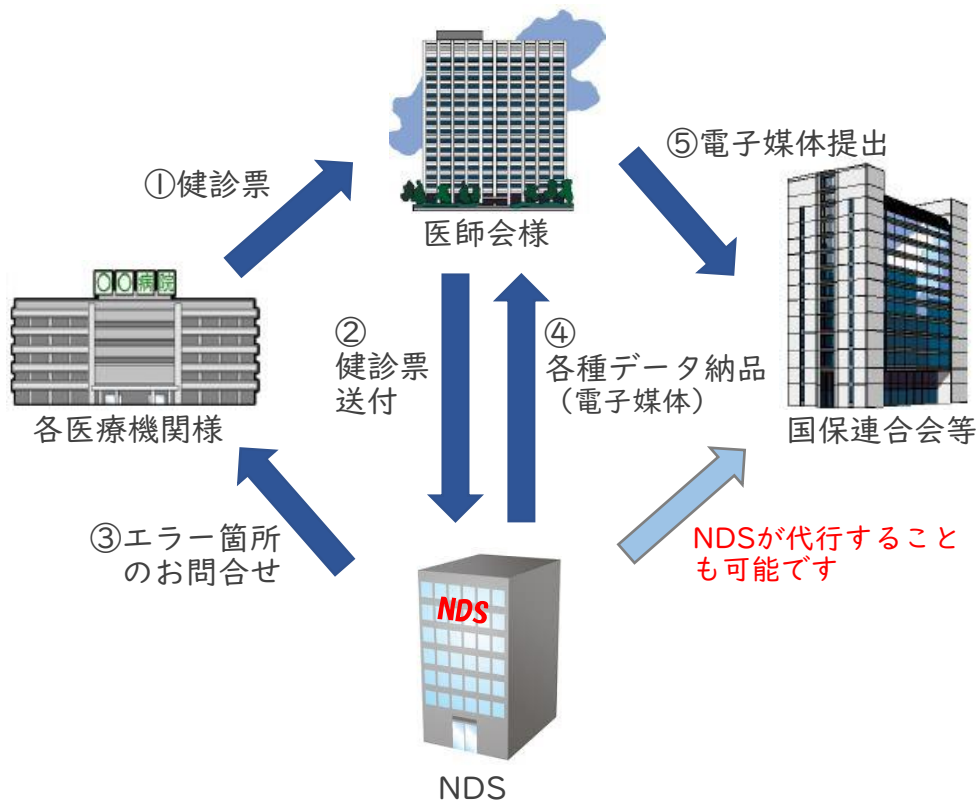 ⑤電子媒体提出
①健診票
医師会様
〇〇病院
②
健診票
送付
④
各種データ納品
（電子媒体）
各医療機関様
国保連合会等
③エラー箇所
のお問合せ
NDSが代行すること
も可能です
NDS
NDS